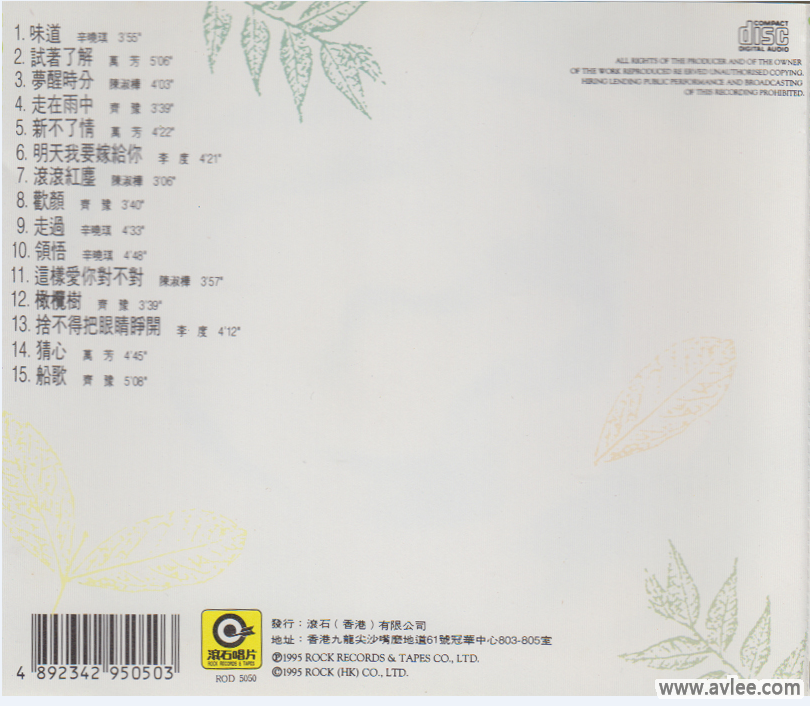 1. 味道 辛曉琪 3'55"
2. 試著了解 萬芳 5'06"
3. 夢醒時分 陳淑樺 4'03"
4. 走在雨中 齊豫 3'39"
5. 新不了情 萬芳 4'22"
6. 明天我要嫁給你 李度 4'21"
7. 滾滾紅塵 陳淑樺 3'06"
8. 歡顏 齊豫 3'40"
9. 走過 辛曉琪 4'33"
10. 領悟 辛曉琪 4'48"
11. 這樣愛你對不對 陳淑樺 3'57"
12. 橄欖樹 齊豫 3'39"
13. 捨不得把眼睛睜開 李度 4'12"
14. 猜心 萬芳 4'45"
15. 船歌 齊豫 5'08"
COMPACT
disc
DIGITAL AUDIO
ALL RIGHTS OF THE PRODUCER AND OF THE OWNER
OF THE WORK REPRODUCED RE ERVED UNAUTHORISED COPYING,
HIRING LENDING PUBLIC PERFORMANCE AND BROADCASTING
OF THIS RECORDING PROHIBITED.
4 892342 950503
滾石唱片
ROCK RECORDS & TAPES
ROD 5050
發行：滾石（香港）有限公司
地址：香港九龍尖沙嘴麼地道61號冠華中心803-805室
Ⓟ1995 ROCK RECORDS & TAPES CO., LTD.
©1995 ROCK (HK) CO., LTD.
www.avlee.com